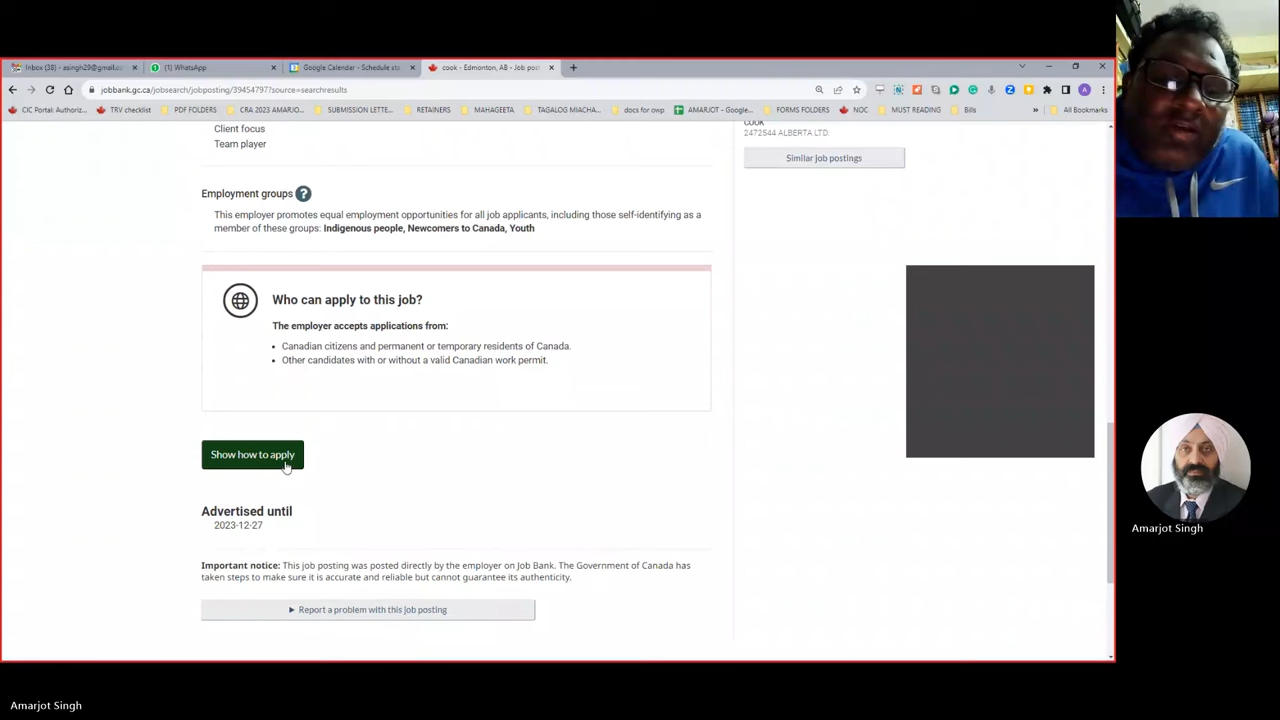 Inbox (38) - asingh29@gmail.co
(1) WhatsApp
Google Calendar - Schedule sta
cook - Edmonton, AB - Job post
jobbank.gc.ca/jobsearch/jobposting/39454797?source=searchresults
CIC Portal: Authoriz...
TRV checklist
PDF FOLDERS
CRA 2023 AMARJO...
SUBMISSION LETTE...
RETAINERS
MAHAGEETA
TAGALOG MIACHA...
docs for owp
AMARJOT - Google...
FORMS FOLDERS
NOC
MUST READING
Bills
»
All Bookmarks
Client focus
Team player
COOK
2472544 ALBERTA LTD.
Similar job postings
Employment groups ?
This employer promotes equal employment opportunities for all job applicants, including those self-identifying as a
member of these groups: Indigenous people, Newcomers to Canada, Youth
Who can apply to this job?
The employer accepts applications from:
• Canadian citizens and permanent or temporary residents of Canada.
• Other candidates with or without a valid Canadian work permit.
Show how to apply
Advertised until
2023-12-27
Important notice: This job posting was posted directly by the employer on Job Bank. The Government of Canada has
taken steps to make sure it is accurate and reliable but cannot guarantee its authenticity.
▶ Report a problem with this job posting
Amarjot Singh
Amarjot Singh